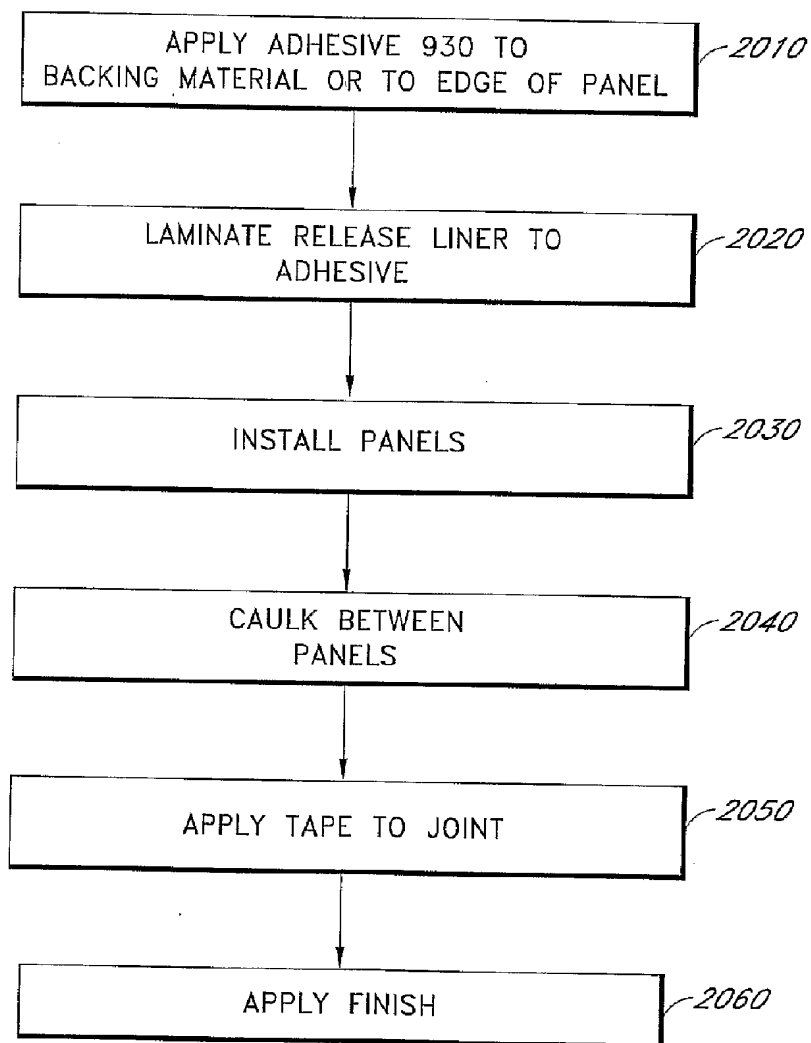 APPLY ADHESIVE 930 TO
BACKING MATERIAL OR TO EDGE OF PANEL
2010
LAMINATE RELEASE LINER TO
ADHESIVE
2020
INSTALL PANELS
2030
CAULK BETWEEN
PANELS
2040
APPLY TAPE TO JOINT
2050
APPLY FINISH
2060